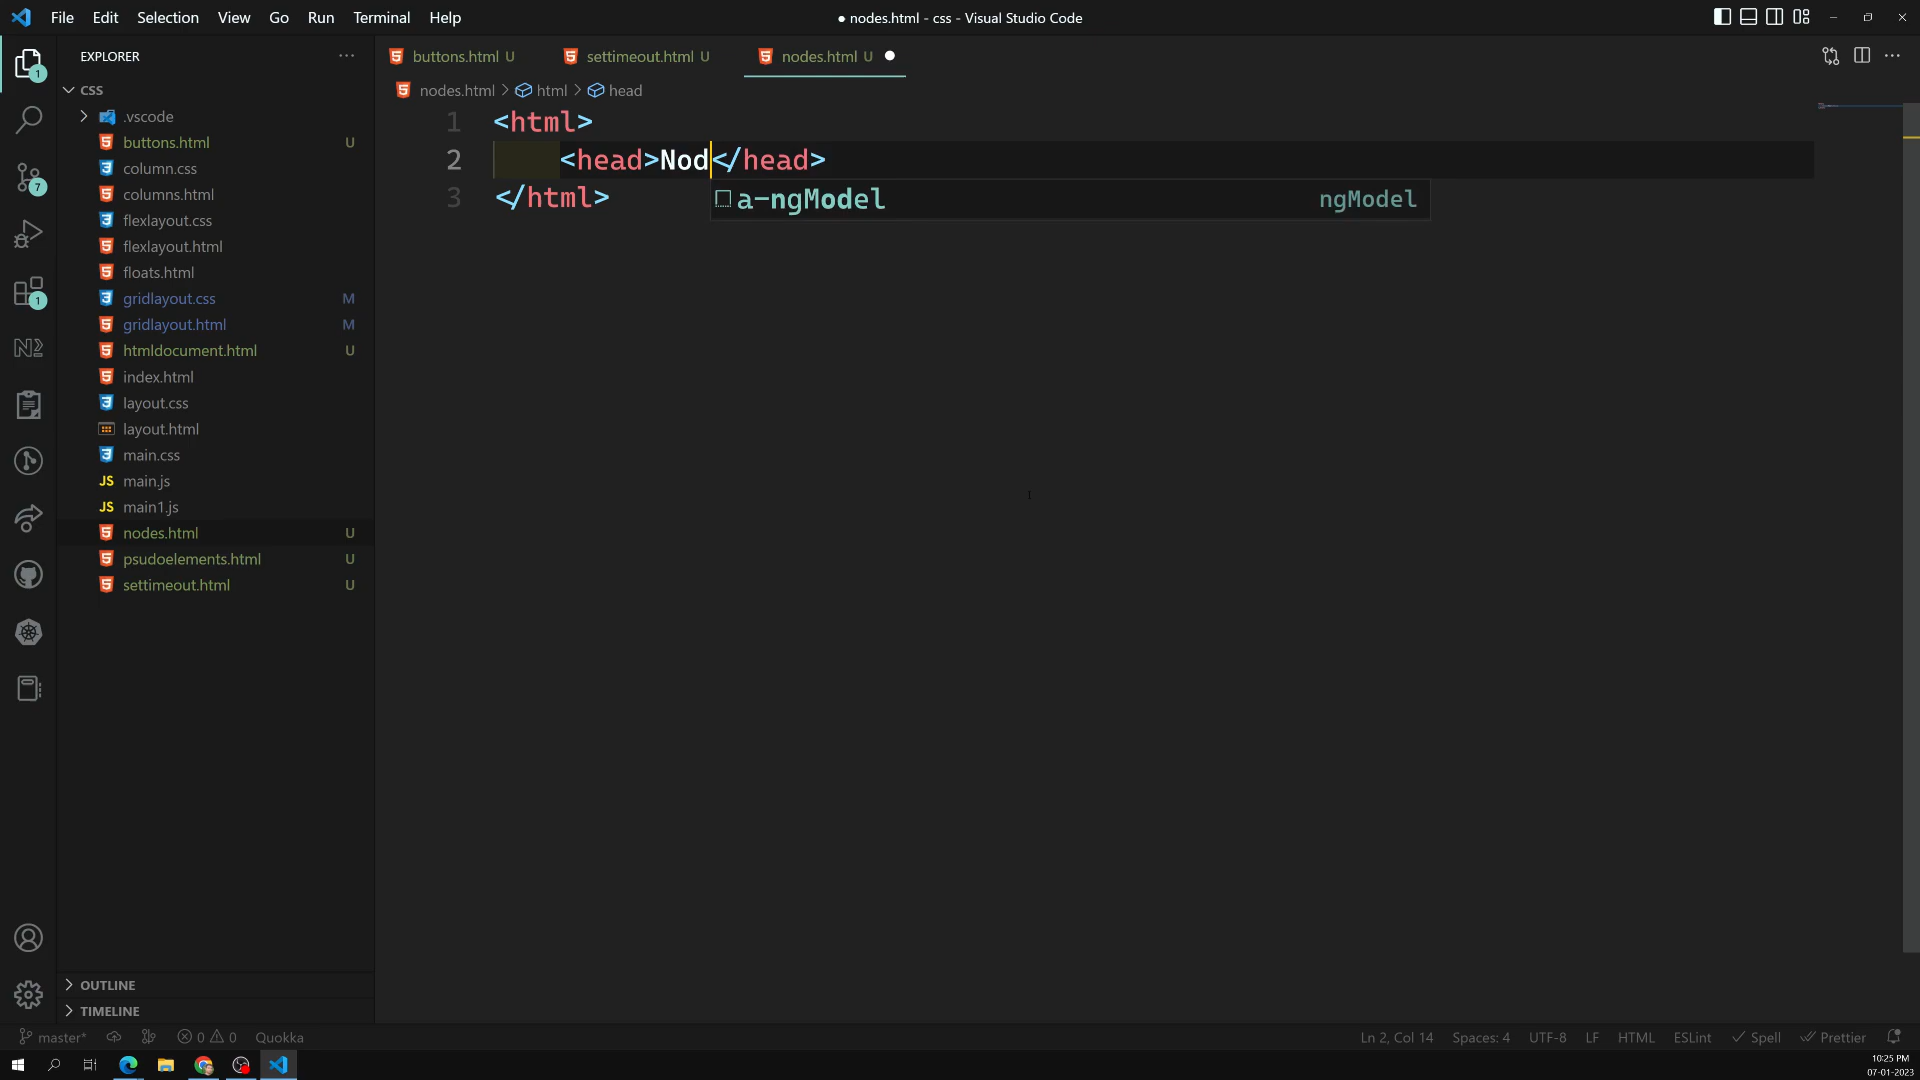 File Edit Selection View Go Run Terminal Help
● nodes.html - css - Visual Studio Code
EXPLORER
1
buttons.html U
settimeout.html U
nodes.html U
nodes.html > html > head
CSS
.vscode
buttons.html U
column.css
columns.html
7
flexlayout.css
flexlayout.html
floats.html
gridlayout.css M
1
gridlayout.html M
htmldocument.html U
index.html
layout.css
layout.html
main.css
JS main.js
JS main1.js
nodes.html U
psudoelements.html U
settimeout.html U
1 <html>
2 <head>Nod</head>
3 </html>
a-ngModel ngModel
OUTLINE
TIMELINE
master* 0 0 Quokka
Ln 2, Col 14 Spaces: 4 UTF-8 LF HTML ESLint Spell Prettier
10:25 PM
07-01-2023